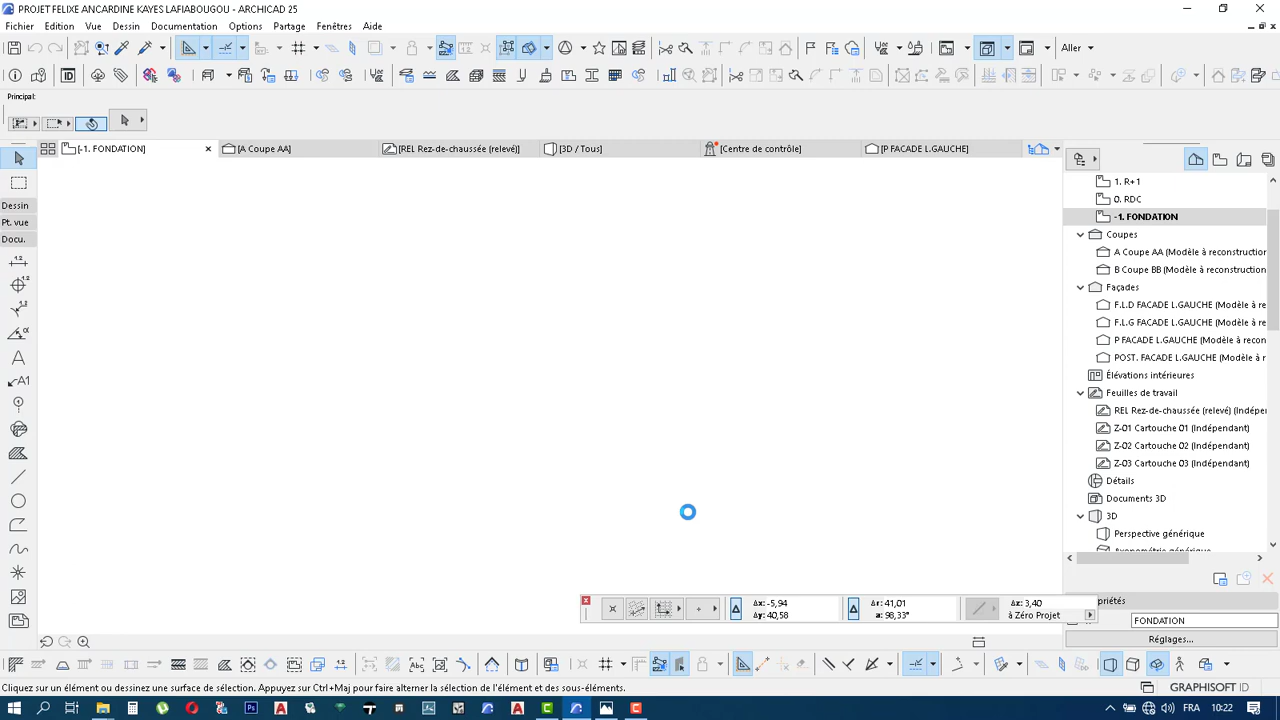 PROJET FELIXE ANCARDINE KAYES LAFIABOUGOU - ARCHICAD 25
Fichier Edition Vue Dessin Documentation Options Partage Fenêtres Aide
Aller
ID
Principal:
[-1. FONDATION]
[A Coupe AA]
[REL Rez-de-chaussée (relevé)]
[3D / Tous]
[Centre de contrôle]
[P FACADE L.GAUCHE]
1. R+1
0. RDC
-1. FONDATION
Coupes
A Coupe AA (Modèle à reconstruction
B Coupe BB (Modèle à reconstruction
Façades
F.L.D FACADE L.GAUCHE (Modèle à re
F.L.G FACADE L.GAUCHE (Modèle à re
P FACADE L.GAUCHE (Modèle à recon
POST. FACADE L.GAUCHE (Modèle à r
Élévations intérieures
Feuilles de travail
REL Rez-de-chaussée (relevé) (Indépe
Z-01 Cartouche 01 (Indépendant)
Z-02 Cartouche 02 (Indépendant)
Z-03 Cartouche 03 (Indépendant)
Détails
Documents 3D
3D
Perspective générique
Dessin
Pt. vue
Docu.
1.2
A
A1
Δx: -5,94
Δy: 40,58
Δr: 41,01
a: 98,33°
Δz: 3,40
à Zéro Projet
propriétés
FONDATION
Réglages...
Cliquez sur un élément ou dessinez une surface de sélection. Appuyez sur Ctrl+Maj pour faire alterner la sélection de l'élément et des sous-éléments.
GRAPHISOFT ID
FRA
10:22